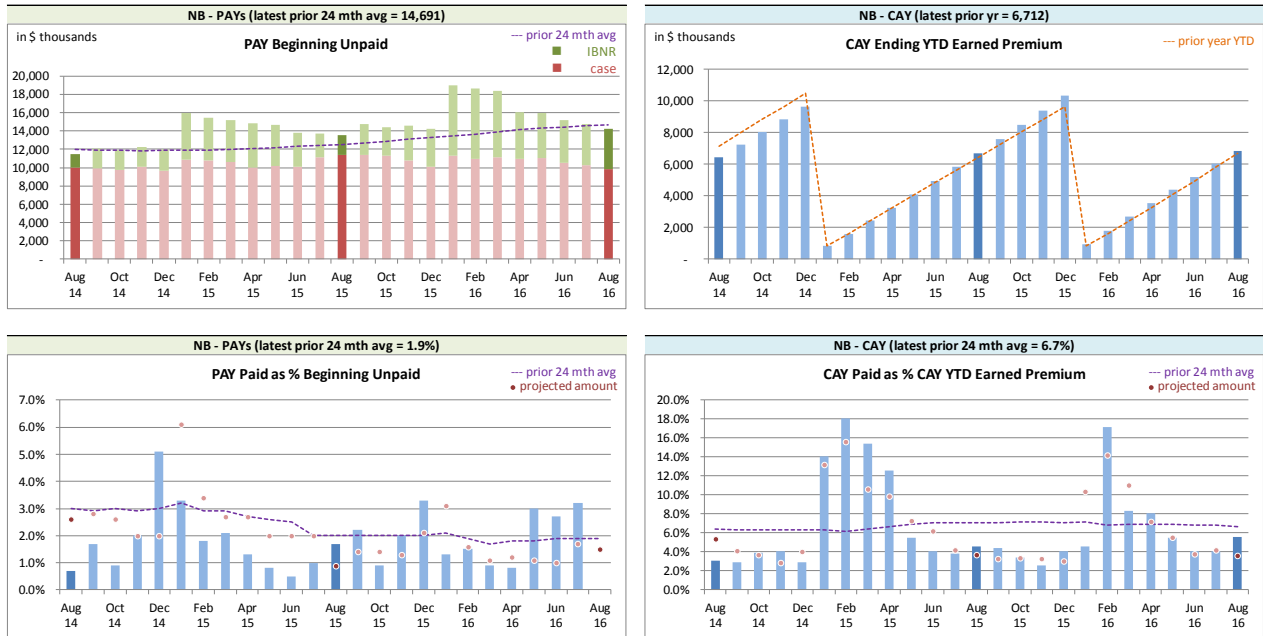 NB - PAYs (latest prior 24 mth avg = 14,691)
in $ thousands
PAY Beginning Unpaid
--- prior 24 mth avg
IBNR
case
20,000
18,000
16,000
14,000
12,000
10,000
8,000
6,000
4,000
2,000
-
Aug Oct Dec Feb Apr Jun Aug Oct Dec Feb Apr Jun Aug
14 14 14 15 15 15 15 15 15 16 16 16 16
NB - CAY (latest prior yr = 6,712)
in $ thousands
CAY Ending YTD Earned Premium
--- prior year YTD
12,000
10,000
8,000
6,000
4,000
2,000
-
Aug Oct Dec Feb Apr Jun Aug Oct Dec Feb Apr Jun Aug
14 14 14 15 15 15 15 15 15 16 16 16 16
NB - PAYs (latest prior 24 mth avg = 1.9%)
PAY Paid as % Beginning Unpaid
--- prior 24 mth avg
projected amount
7.0%
6.0%
5.0%
4.0%
3.0%
2.0%
1.0%
0.0%
Aug Oct Dec Feb Apr Jun Aug Oct Dec Feb Apr Jun Aug
14 14 14 15 15 15 15 15 15 16 16 16 16
NB - CAY (latest prior 24 mth avg = 6.7%)
CAY Paid as % CAY YTD Earned Premium
--- prior 24 mth avg
projected amount
20.0%
18.0%
16.0%
14.0%
12.0%
10.0%
8.0%
6.0%
4.0%
2.0%
0.0%
Aug Oct Dec Feb Apr Jun Aug Oct Dec Feb Apr Jun Aug
14 14 14 15 15 15 15 15 15 16 16 16 16